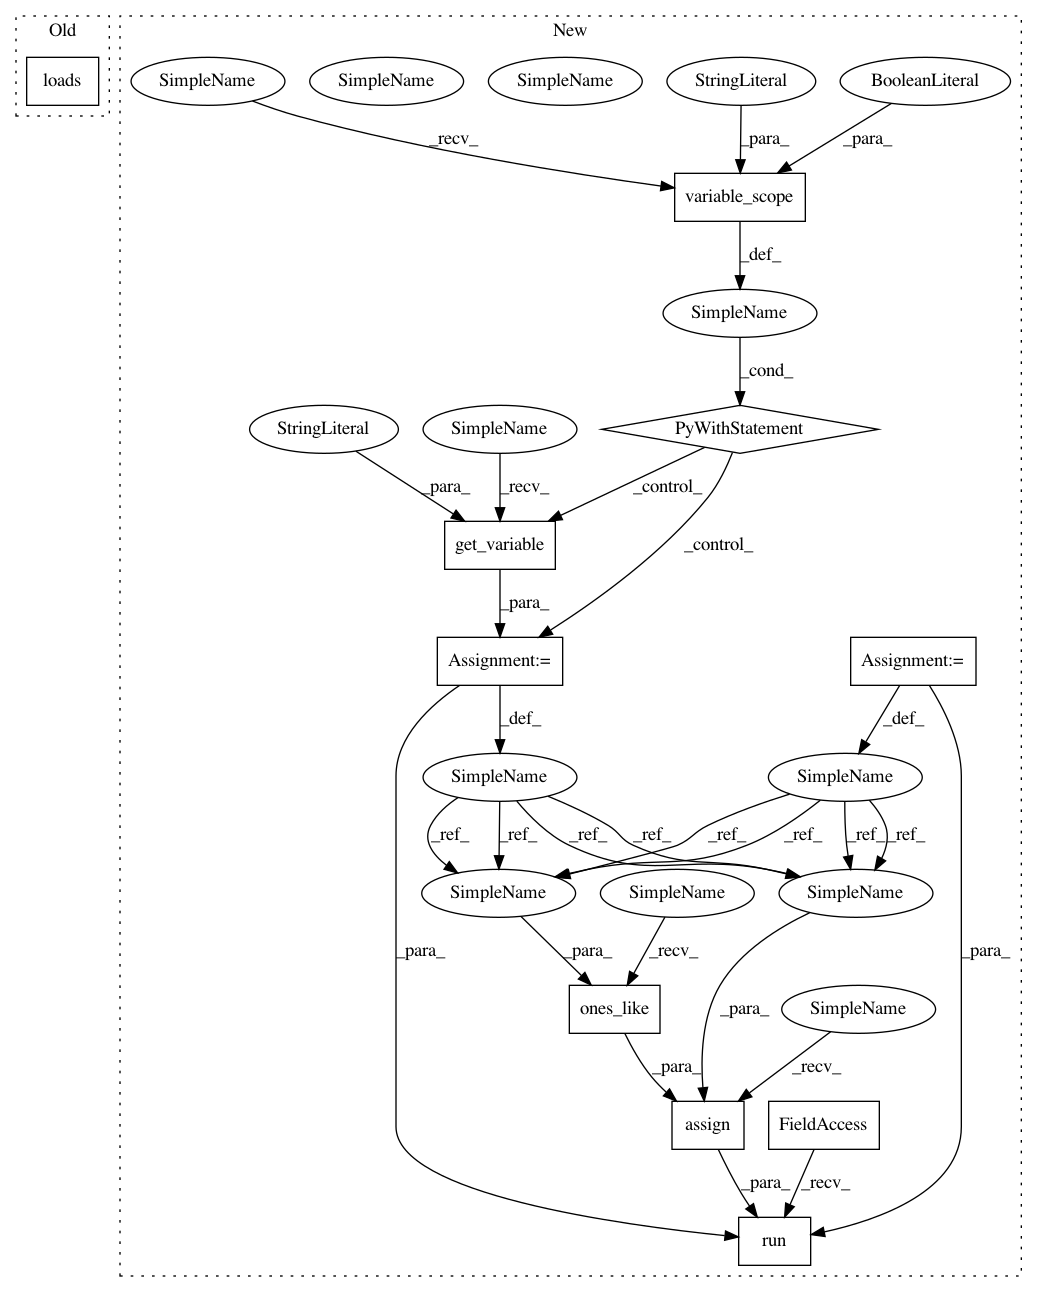 Old
New
loads
SimpleName
SimpleName
SimpleName
StringLiteral
BooleanLiteral
_recv_
_para_
_para_
variable_scope
_def_
SimpleName
_cond_
StringLiteral
SimpleName
PyWithStatement
_para_
_recv_
_control_
get_variable
_control_
_para_
Assignment:=
Assignment:=
_def_
_def_
SimpleName
SimpleName
_ref_
_ref_
_ref_
_ref_
_ref_
_ref_
_ref_
_ref_
SimpleName
SimpleName
SimpleName
_para_
_para_
_recv_
_para_
ones_like
_para_
SimpleName
_para_
_recv_
assign
FieldAccess
_para_
_recv_
run